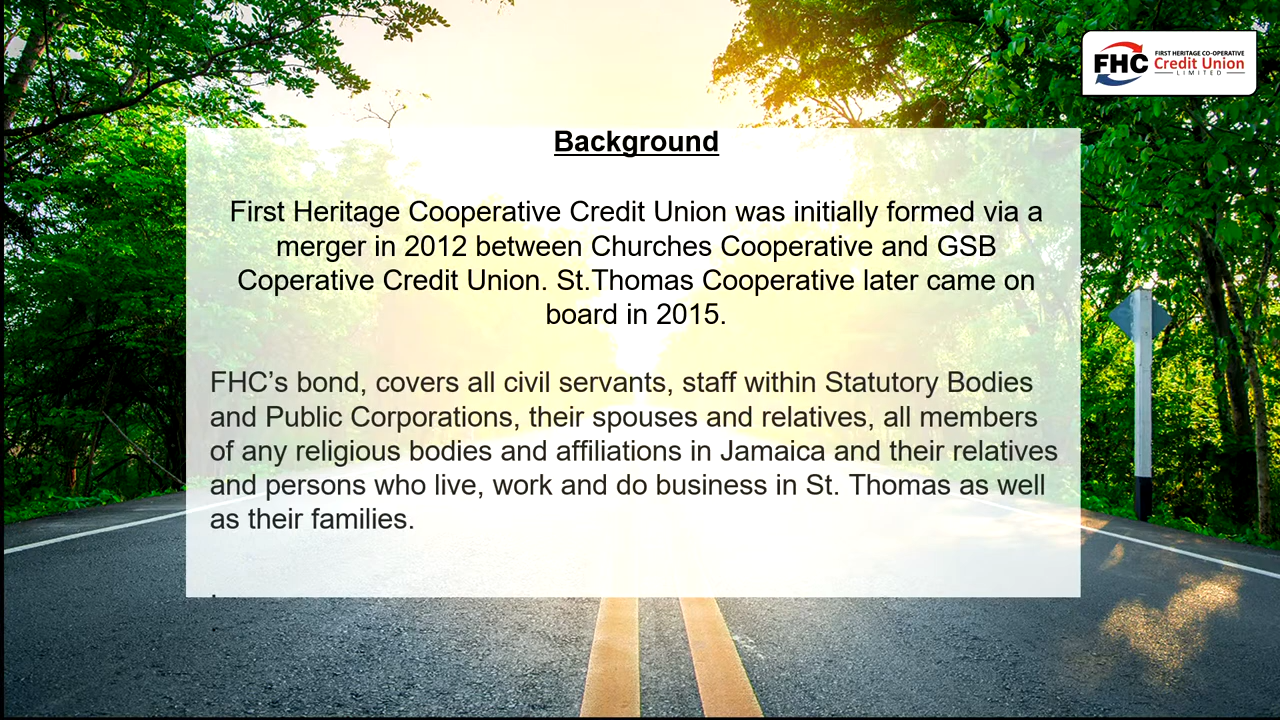 FHC
FIRST HERITAGE CO-OPERATIVE
Credit Union
LIMITED
Background
First Heritage Cooperative Credit Union was initially formed via a
merger in 2012 between Churches Cooperative and GSB
Coperative Credit Union. St.Thomas Cooperative later came on
board in 2015.
FHC’s bond, covers all civil servants, staff within Statutory Bodies
and Public Corporations, their spouses and relatives, all members
of any religious bodies and affiliations in Jamaica and their relatives
and persons who live, work and do business in St. Thomas as well
as their families.
.